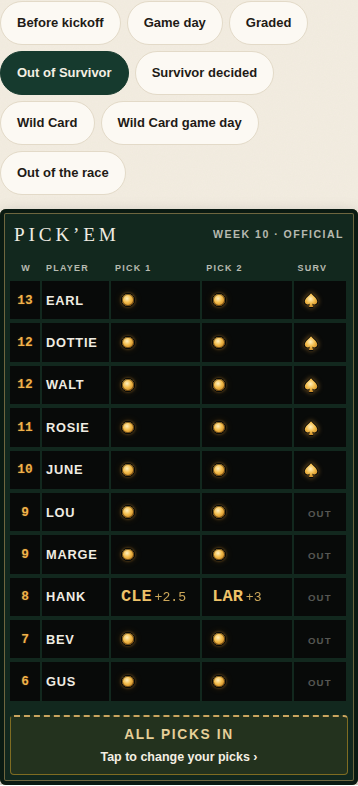 Before kickoff Game day Graded
Out of Survivor Survivor decided
Wild Card Wild Card game day
Out of the race
PICK’EM WEEK 10 · OFFICIAL
W PLAYER PICK 1 PICK 2 SURV
13 EARL
12 DOTTIE
12 WALT
11 ROSIE
10 JUNE
9 LOU OUT
9 MARGE OUT
8 HANK CLE +2.5 LAR +3 OUT
7 BEV OUT
6 GUS OUT
ALL PICKS IN
Tap to change your picks ›